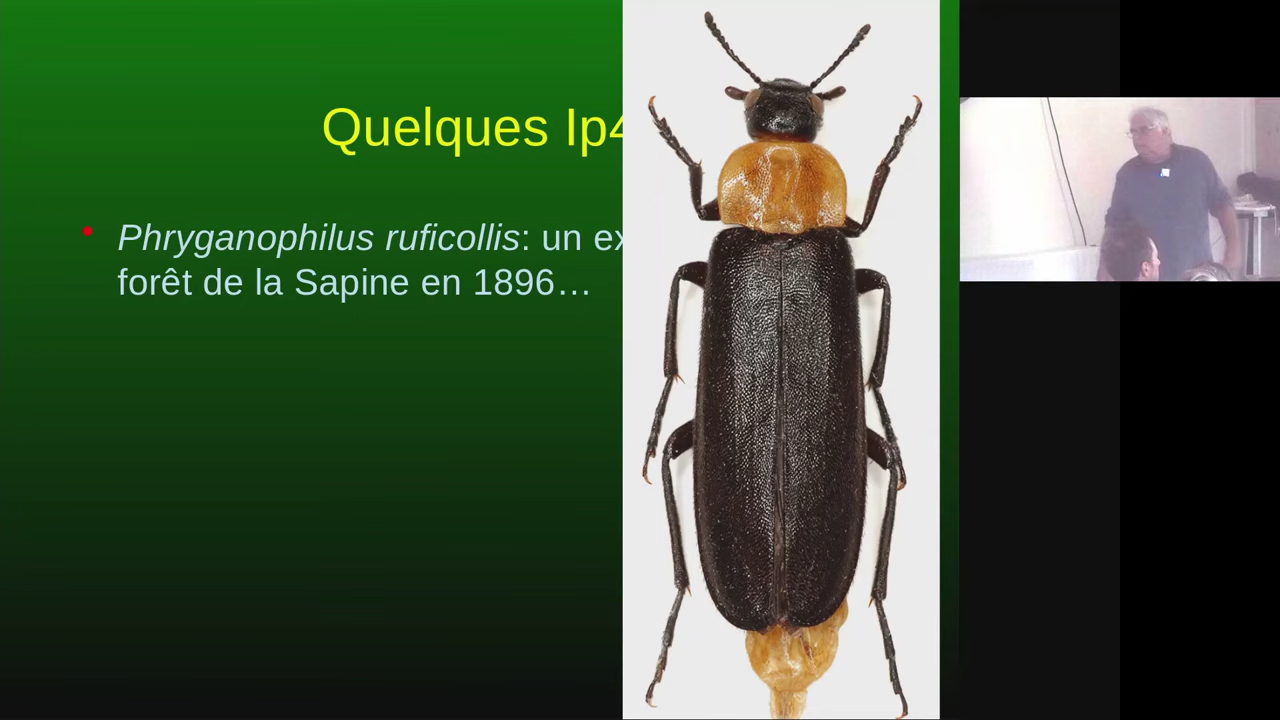 Quelques Ip4
• Phryganophilus ruficollis: un ex
forêt de la Sapine en 1896…